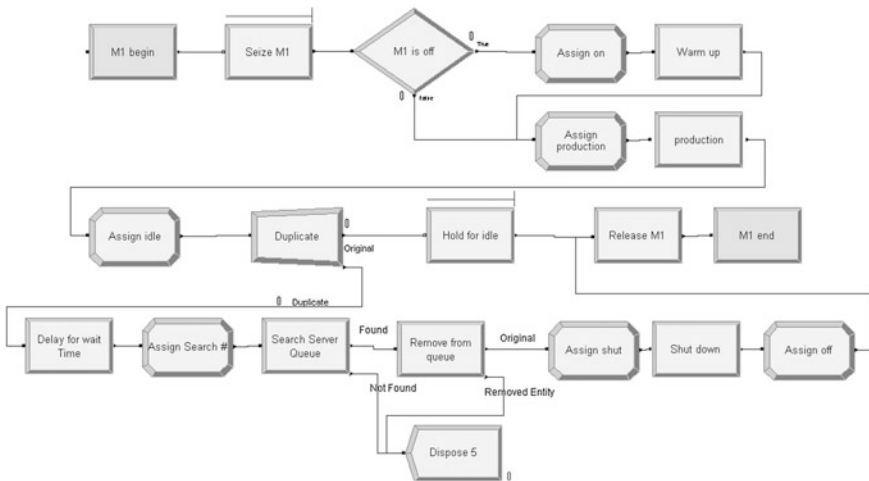 M1 begin
Seize M1
M1 is off
0
True
0
false
Assign on
Warm up
Assign
production
production
Assign idle
Duplicate
0
Original
0 Duplicate
Hold for idle
Release M1
M1 end
Delay for wait
Time
Assign Search #
Search Server
Queue
Found
Not Found
Remove from
queue
Original
Removed Entity
Assign shut
Shut down
Assign off
Dispose 5
0